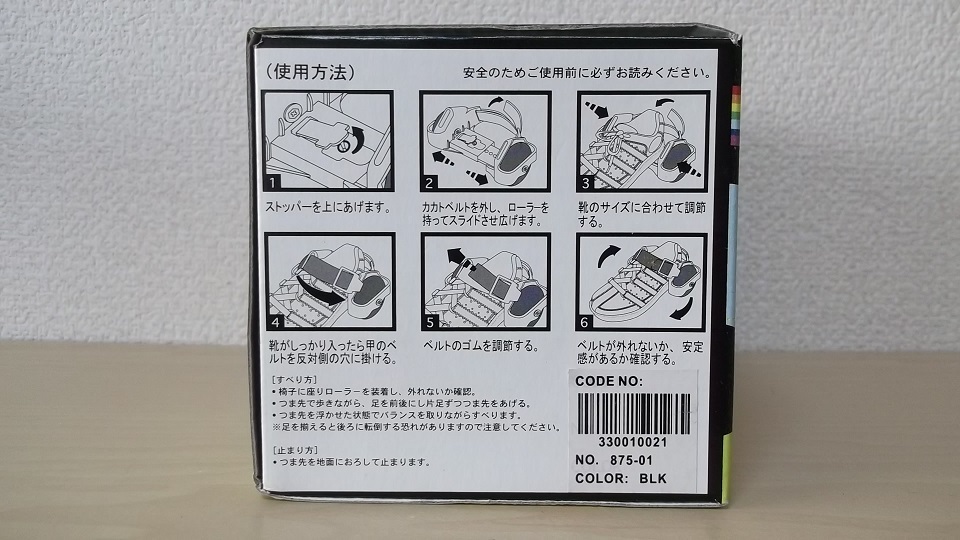 (使用方法)
安全のためご使用前に必ずお読みください。
1
ストッパーを上にあげます。
2
カカトベルトを外し、ローラーを
持ってスライドさせ広げます。
3
靴のサイズに合わせて調節
する。
4
靴がしっかり入ったら甲のベ
ルトを反対側の穴に掛ける。
5
ベルトのゴムを調節する。
6
ベルトが外れないか、安定
感があるか確認する。
[すべり方]
・椅子に座りローラーを装着し、外れないか確認。
・つま先で歩きながら、足を前後にし片足ずつつま先をあげる。
・つま先を浮かせた状態でバランスを取りながらすべります。
※足を揃えると後ろに転倒する恐れがありますので注意してください。
[止まり方]
・つま先を地面におろして止まります。
CODE NO:
330010021
NO. 875-01
COLOR: BLK